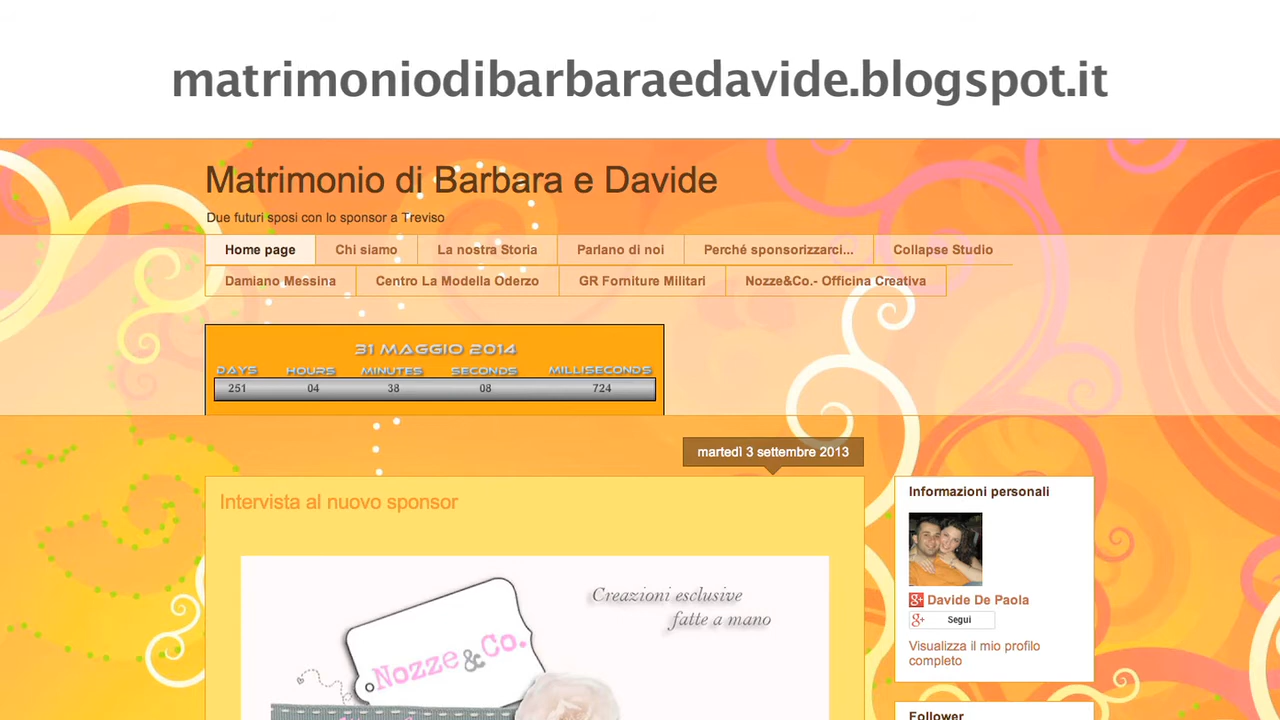 matrimoniodibarbaraedavide.blogspot.it
Matrimonio di Barbara e Davide
Due futuri sposi con lo sponsor a Treviso
Home page
Chi siamo
La nostra Storia
Parlano di noi
Perché sponsorizzarci...
Collapse Studio
Damiano Messina
Centro La Modella Oderzo
GR Forniture Militari
Nozze&Co.- Officina Creativa
31 MAGGIO 2014
DAYS HOURS MINUTES SECONDS MILLISECONDS
251 04 38 08 724
martedì 3 settembre 2013
Intervista al nuovo sponsor
Creazioni esclusive
fatte a mano
Nozze&Co.
Informazioni personali
Davide De Paola
Segui
Visualizza il mio profilo
completo
Follower